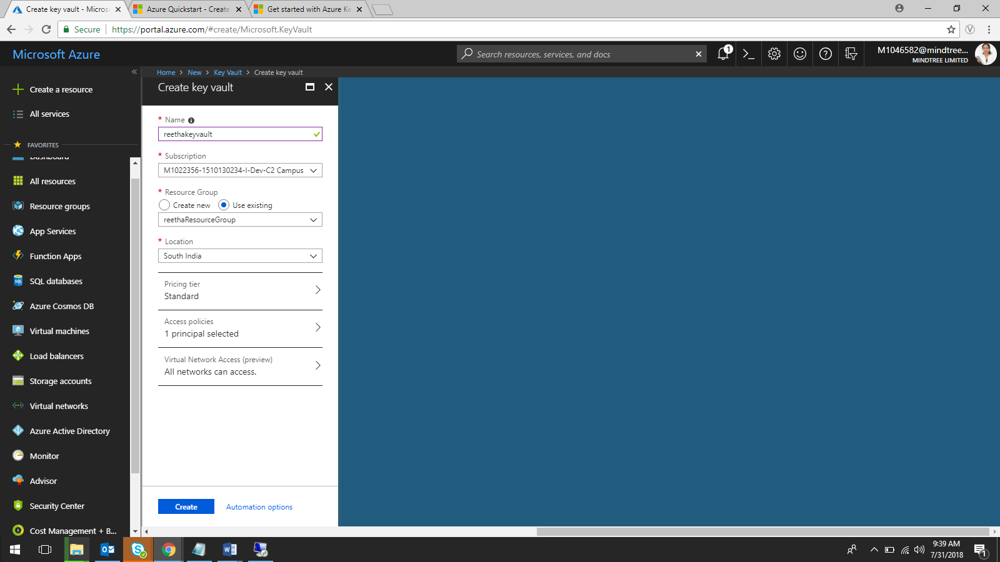 Create key vault - Micros
Azure Quickstart - Create
Get started with Azure Ke
Secure
https://portal.azure.com/#create/Microsoft.KeyVault
Microsoft Azure
Search resources, services, and docs
1
M1046582@mindtree...
MINDTREE LIMITED
Create a resource
All services
FAVORITES
Dashboard
All resources
Resource groups
App Services
Function Apps
SQL databases
Azure Cosmos DB
Virtual machines
Load balancers
Storage accounts
Virtual networks
Azure Active Directory
Monitor
Advisor
Security Center
Cost Management + B...
Home > New > Key Vault > Create key vault
Create key vault
* Name
reethakeyvault
* Subscription
M1022356-1510130234-I-Dev-C2 Campus
* Resource Group
Create new Use existing
reethaResourceGroup
* Location
South India
Pricing tier
Standard
Access policies
1 principal selected
Virtual Network Access (preview)
All networks can access.
Create Automation options
9:39 AM
7/31/2018
1